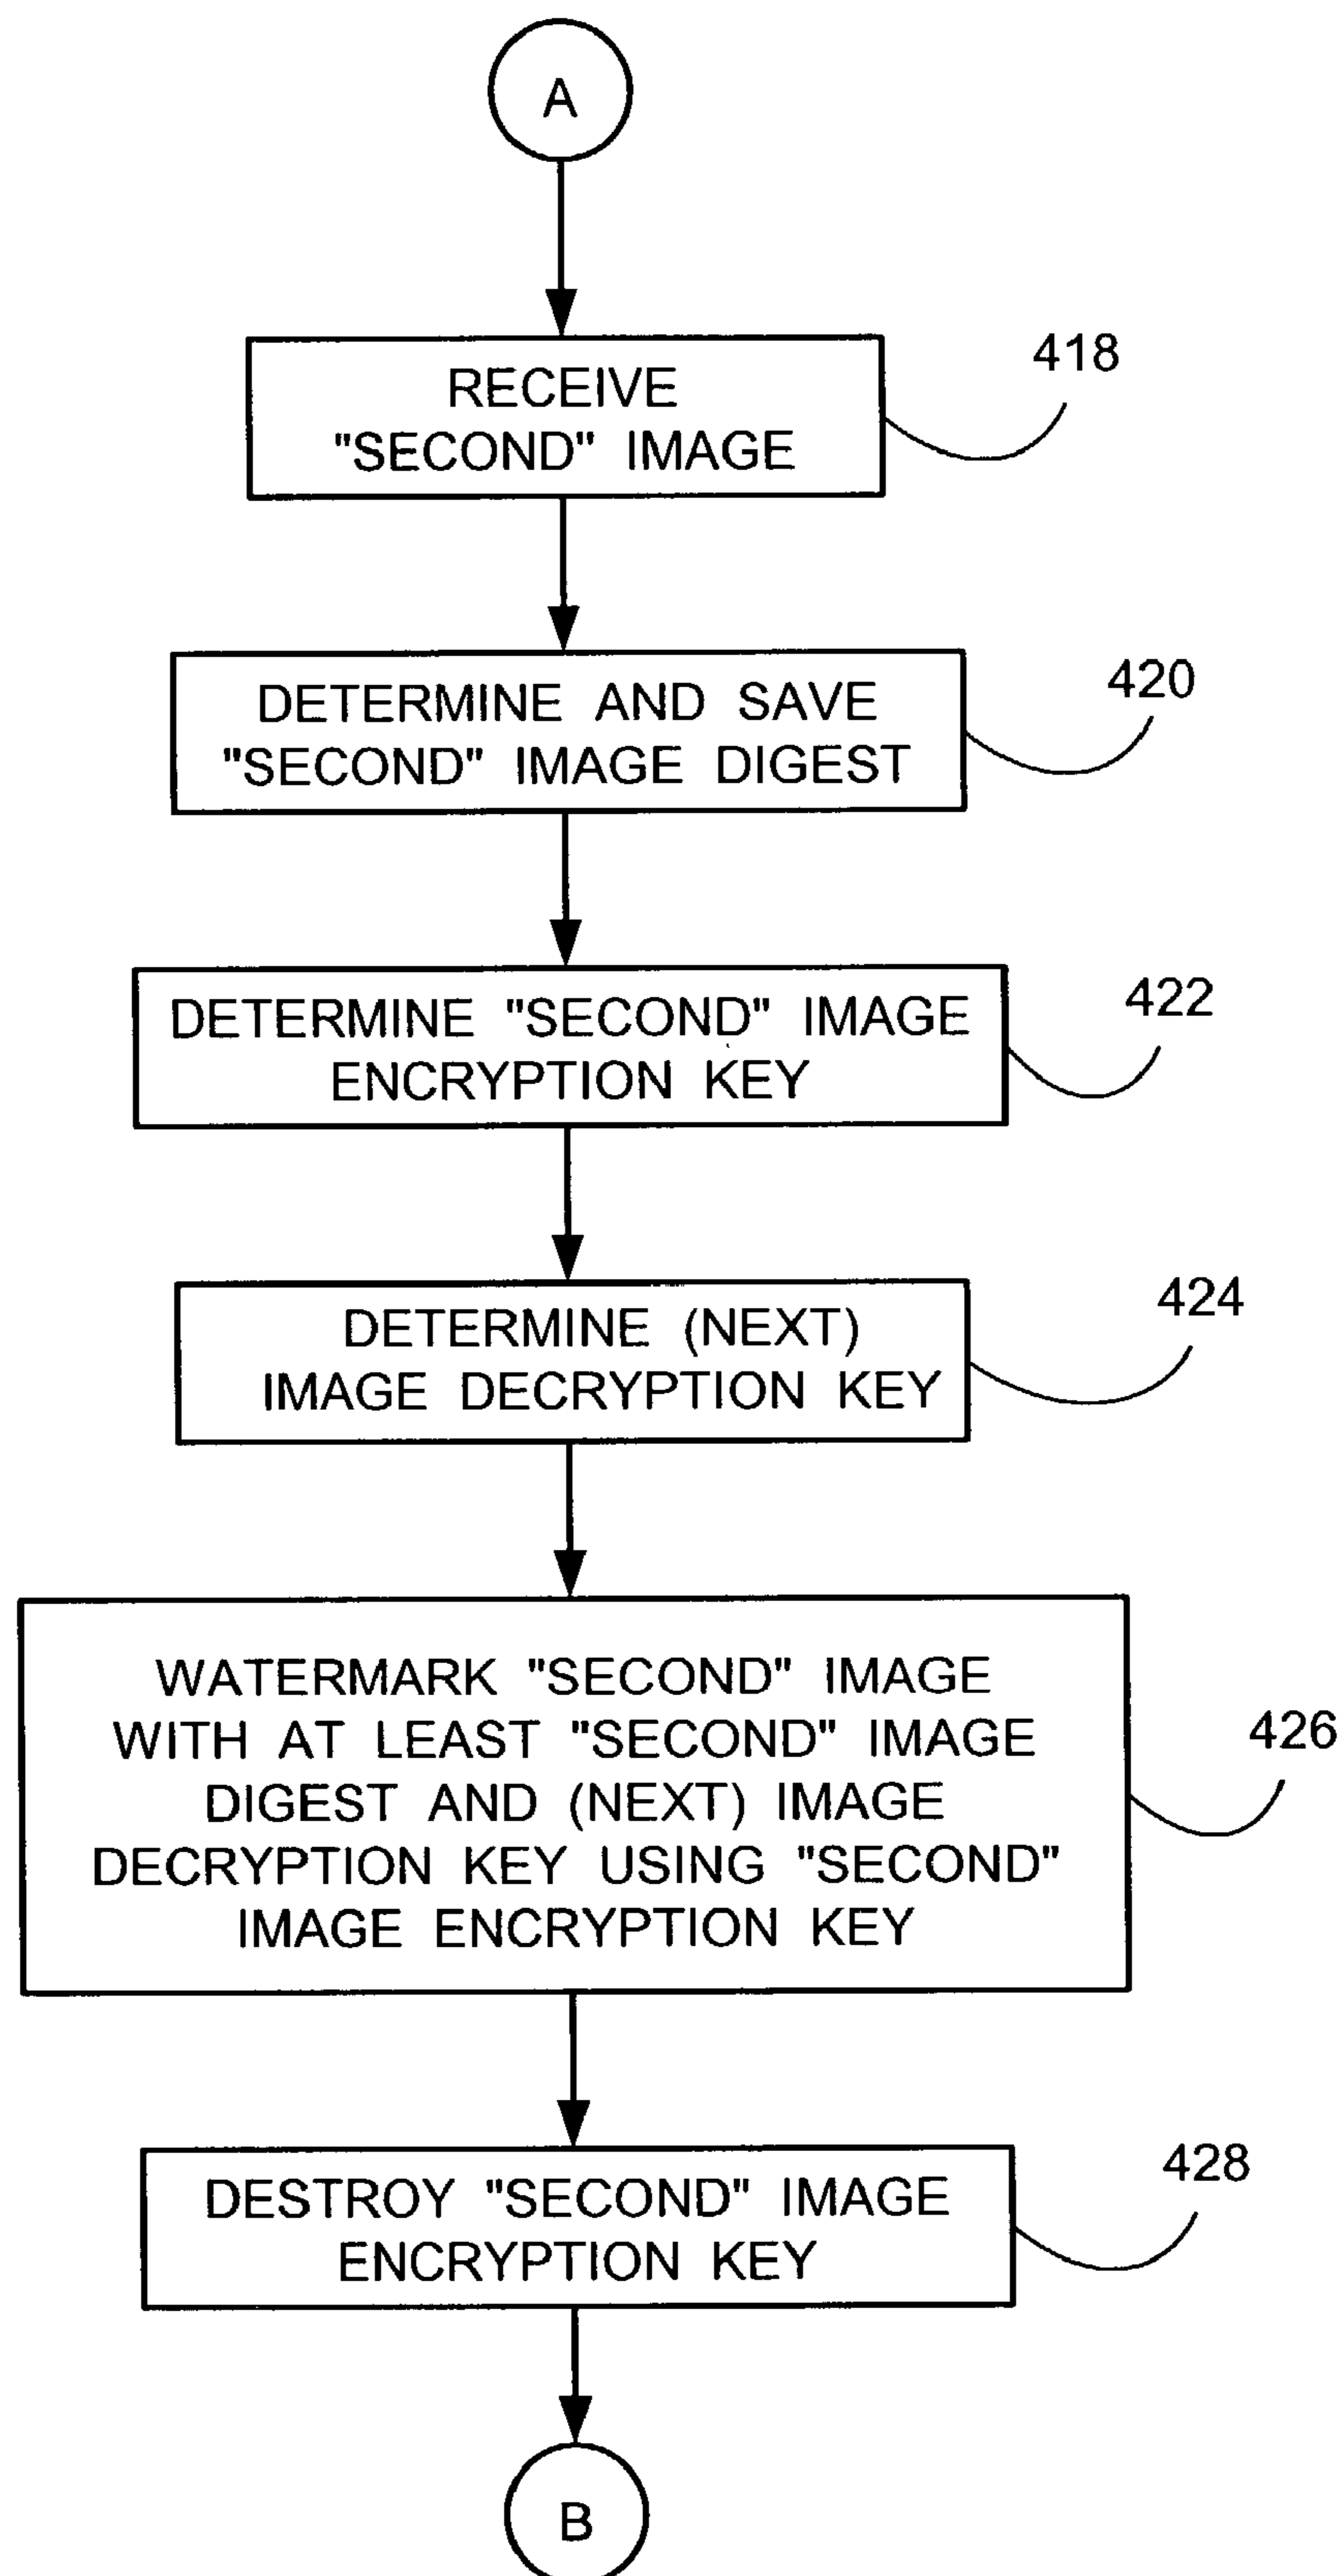 A
RECEIVE
"SECOND" IMAGE
418
DETERMINE AND SAVE
"SECOND" IMAGE DIGEST
420
DETERMINE "SECOND" IMAGE
ENCRYPTION KEY
422
DETERMINE (NEXT)
IMAGE DECRYPTION KEY
424
WATERMARK "SECOND" IMAGE
WITH AT LEAST "SECOND" IMAGE
DIGEST AND (NEXT) IMAGE
DECRYPTION KEY USING "SECOND"
IMAGE ENCRYPTION KEY
426
DESTROY "SECOND" IMAGE
ENCRYPTION KEY
428
B